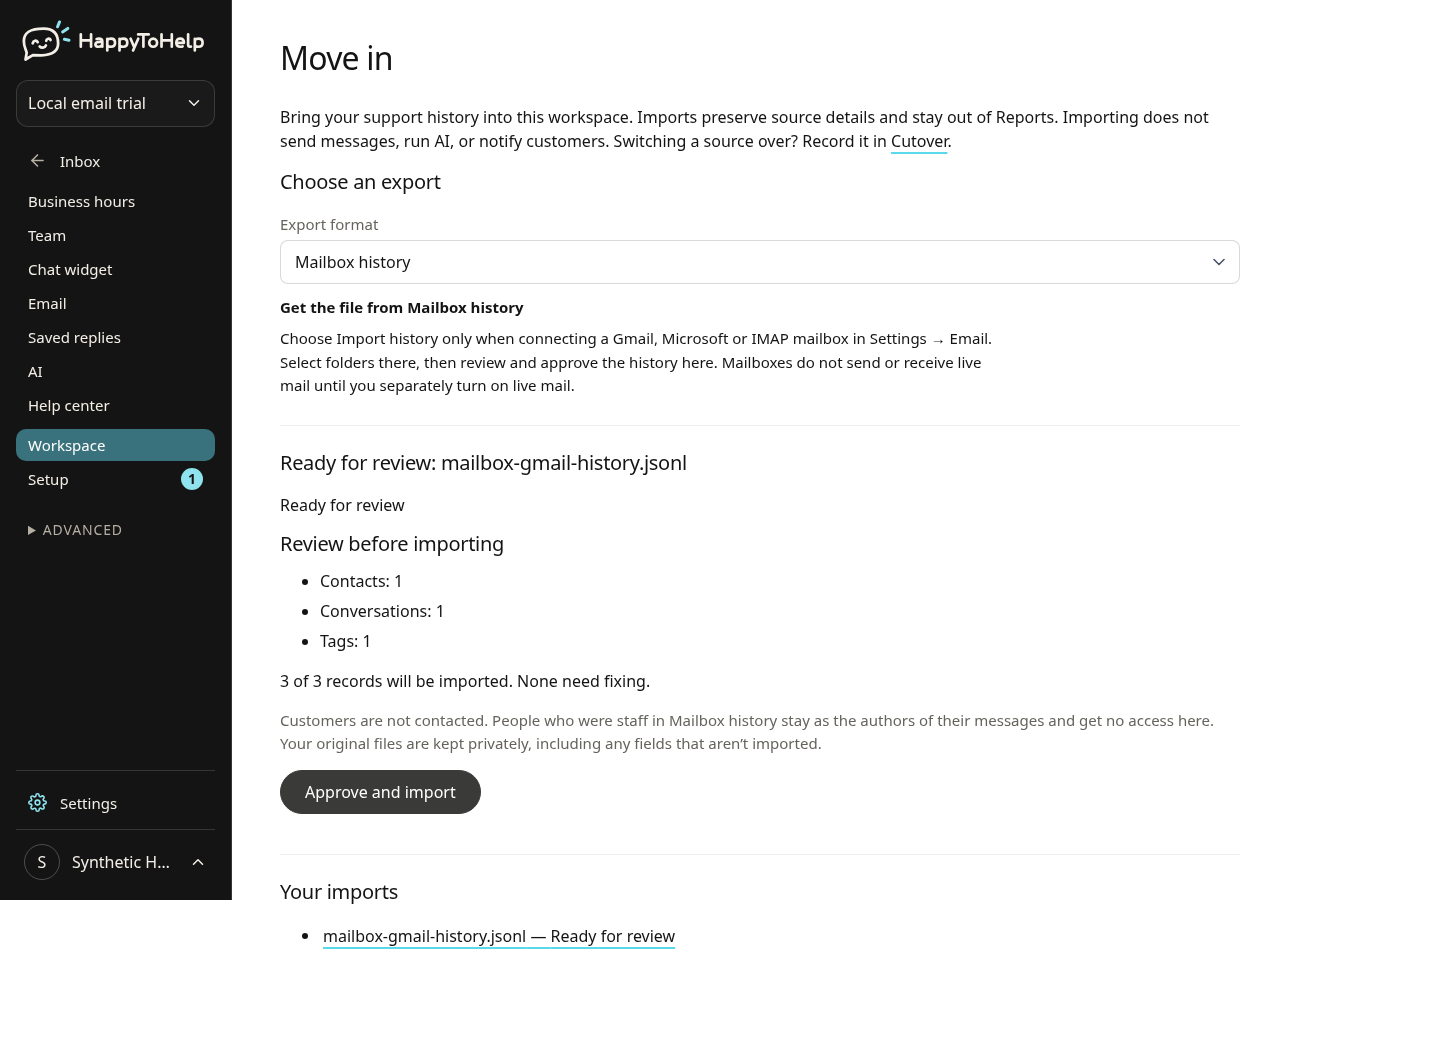 HappyToHelp
Local email trial
Inbox
Business hours
Team
Chat widget
Email
Saved replies
AI
Help center
Workspace
Setup
1
ADVANCED
Settings
S
Synthetic H...
Move in
Bring your support history into this workspace. Imports preserve source details and stay out of Reports. Importing does not
send messages, run AI, or notify customers. Switching a source over? Record it in Cutover.
Choose an export
Export format
Mailbox history
Get the file from Mailbox history
Choose Import history only when connecting a Gmail, Microsoft or IMAP mailbox in Settings → Email.
Select folders there, then review and approve the history here. Mailboxes do not send or receive live
mail until you separately turn on live mail.
Ready for review: mailbox-gmail-history.jsonl
Ready for review
Review before importing
• Contacts: 1
• Conversations: 1
• Tags: 1
3 of 3 records will be imported. None need fixing.
Customers are not contacted. People who were staff in Mailbox history stay as the authors of their messages and get no access here.
Your original files are kept privately, including any fields that aren’t imported.
Approve and import
Your imports
• mailbox-gmail-history.jsonl — Ready for review